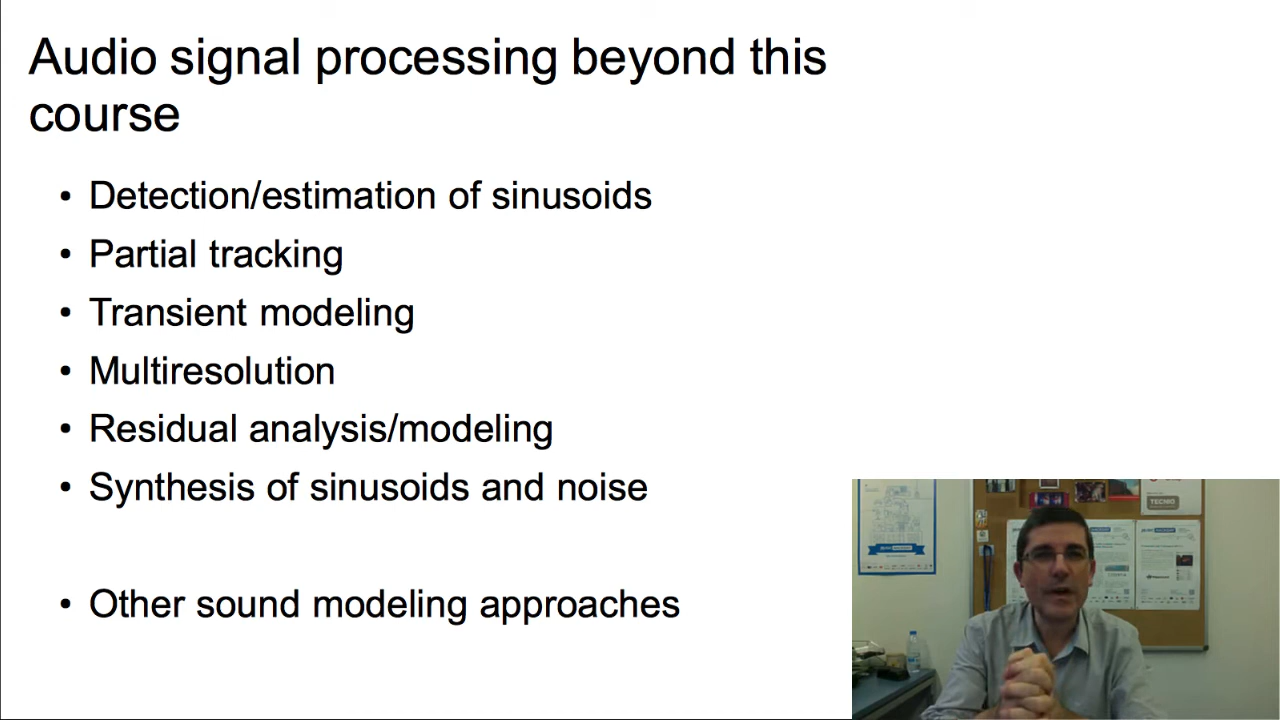 Audio signal processing beyond this
course
• Detection/estimation of sinusoids
• Partial tracking
• Transient modeling
• Multiresolution
• Residual analysis/modeling
• Synthesis of sinusoids and noise
• Other sound modeling approaches
TECNIO